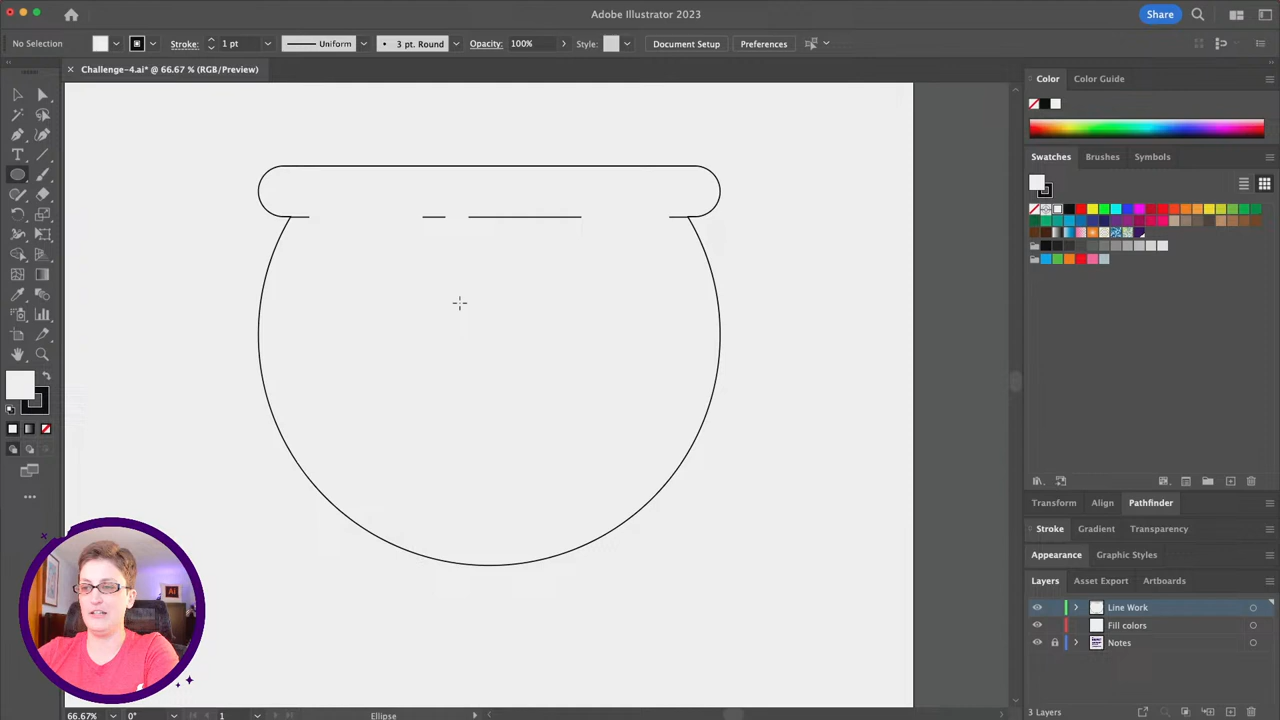 Adobe Illustrator 2023
Share
No Selection
Stroke:
1 pt
Uniform
3 pt. Round
Opacity:
100%
Style:
Document Setup
Preferences
Challenge-4.ai* @ 66.67 % (RGB/Preview)
Color
Color Guide
Swatches
Brushes
Symbols
Transform
Align
Pathfinder
Stroke
Gradient
Transparency
Appearance
Graphic Styles
Layers
Asset Export
Artboards
Line Work
Fill colors
Notes
Ai
66.67%
0°
1
Ellipse
3 Layers